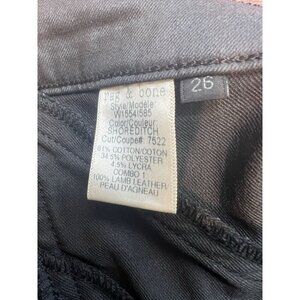 rag & bone
26
Style/Modele:
W1554I585
Color/Couleur:
SHOREDITCH
Cut/Coupe#: 7522
61% COTTON/COTON
34.5% POLYESTER
4.5% LYCRA
COMBO 1
100% LAMB LEATHER/
PEAU D'AGNEAU